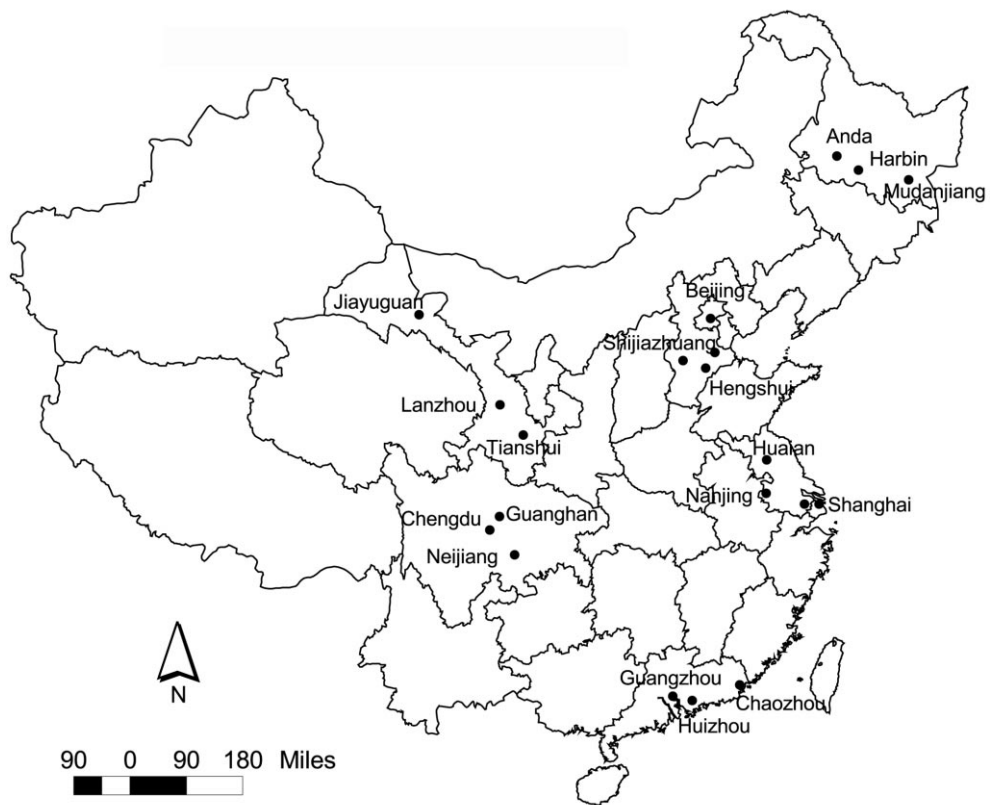 Anda
Harbin
Mudanjiang
Beijing
Jiayuguan
Shijiazhuang
Hengshui
Lanzhou
Tianshui
Huaian
Nanjing
Shanghai
Guanghan
Chengdu
Neijiang
Guangzhou
Chaozhou
Huizhou
N
90 0 90 180 Miles